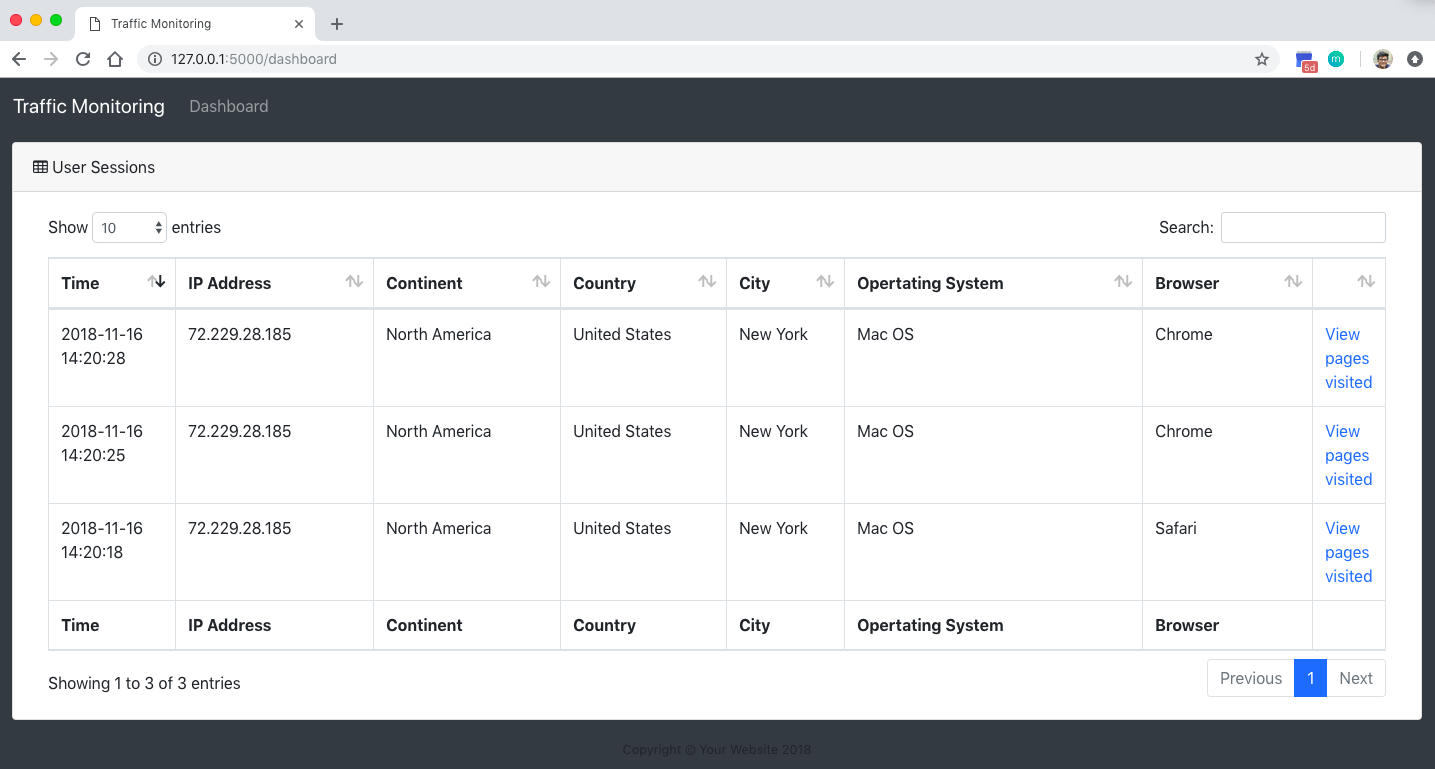 Traffic Monitoring
127.0.0.1:5000/dashboard
5d
m
Traffic Monitoring Dashboard
User Sessions
Show 10 entries Search:
Time IP Address Continent Country City Opertating System Browser
2018-11-16 72.229.28.185 North America United States New York Mac OS Chrome View
14:20:28 pages
visited
2018-11-16 72.229.28.185 North America United States New York Mac OS Chrome View
14:20:25 pages
visited
2018-11-16 72.229.28.185 North America United States New York Mac OS Safari View
14:20:18 pages
visited
Time IP Address Continent Country City Opertating System Browser
Showing 1 to 3 of 3 entries Previous 1 Next
Copyright © Your Website 2018